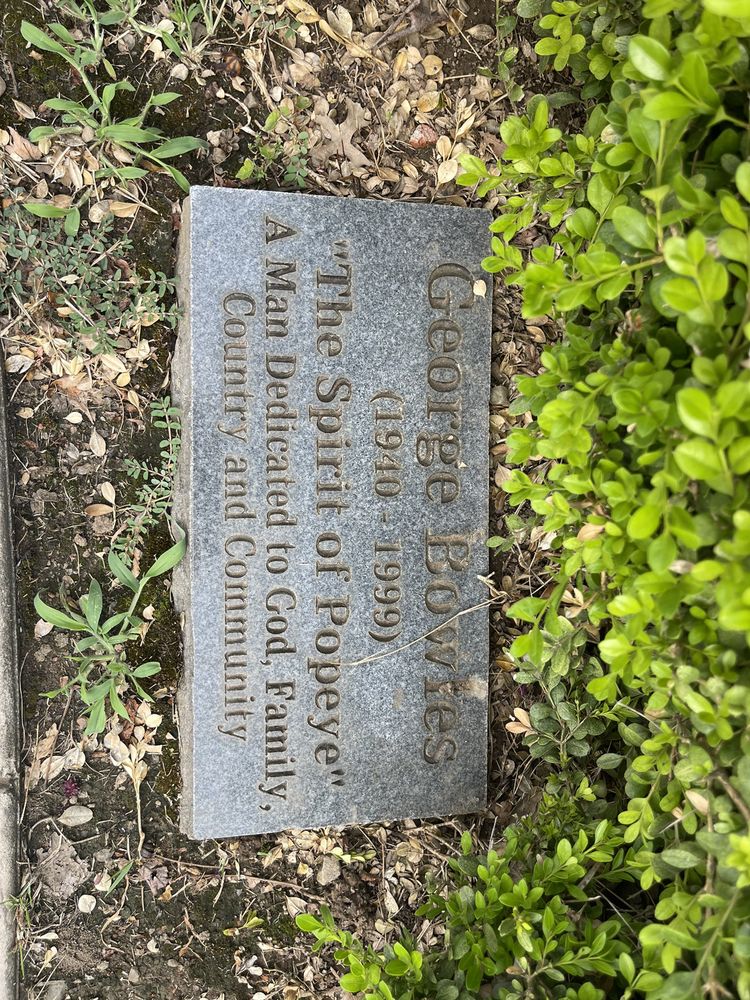 George Bowles
(1940 - 1999)
"The Spirit of Popeye"
A Man Dedicated to God, Family,
Country and Community